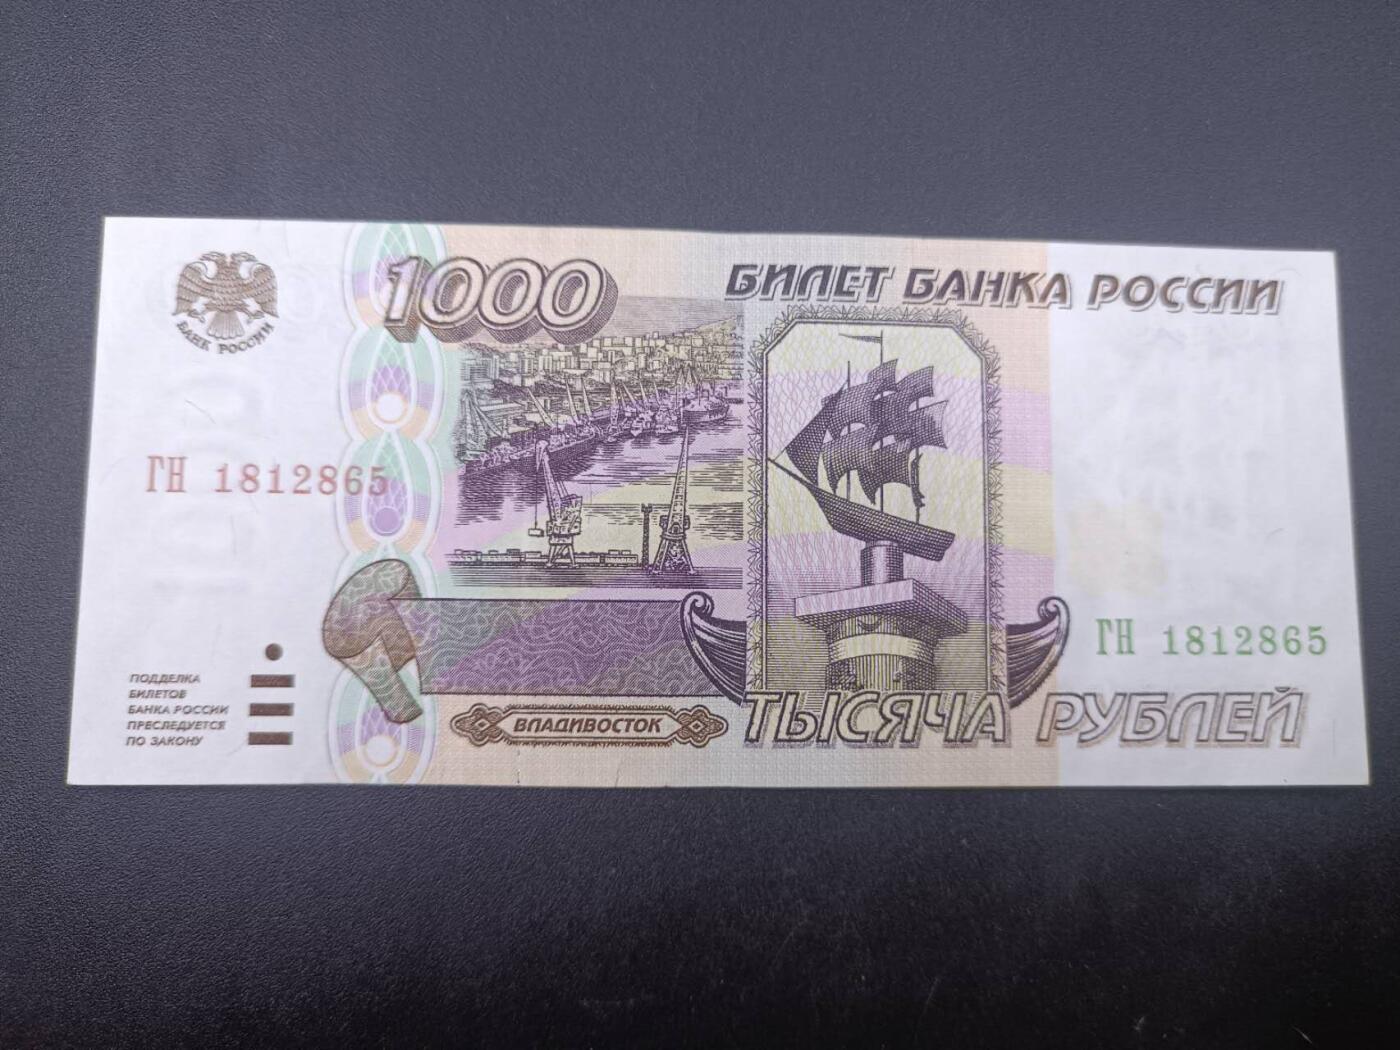 1000
БИЛЕТ БАНКА РОССИИ
БАНК РОССИИ
ГН 1812865
ГН 1812865
ПОДДЕЛКА
БИЛЕТОВ
БАНКА РОССИИ
ПРЕСЛЕДУЕТСЯ
ПО ЗАКОНУ
ВЛАДИВОСТОК
ТЫСЯЧА РУБЛЕЙ